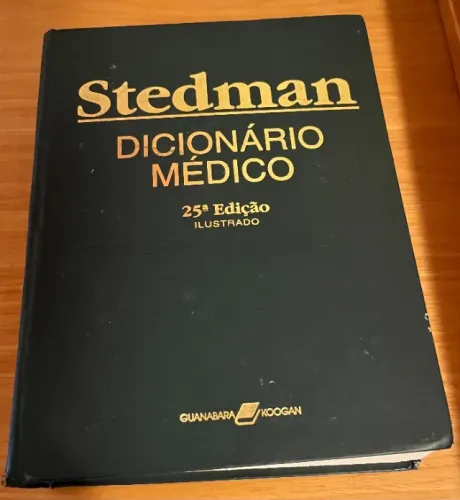 Stedman
DICIONÁRIO
MÉDICO
25ª Edição
ILUSTRADO
GUANABARA KOOGAN